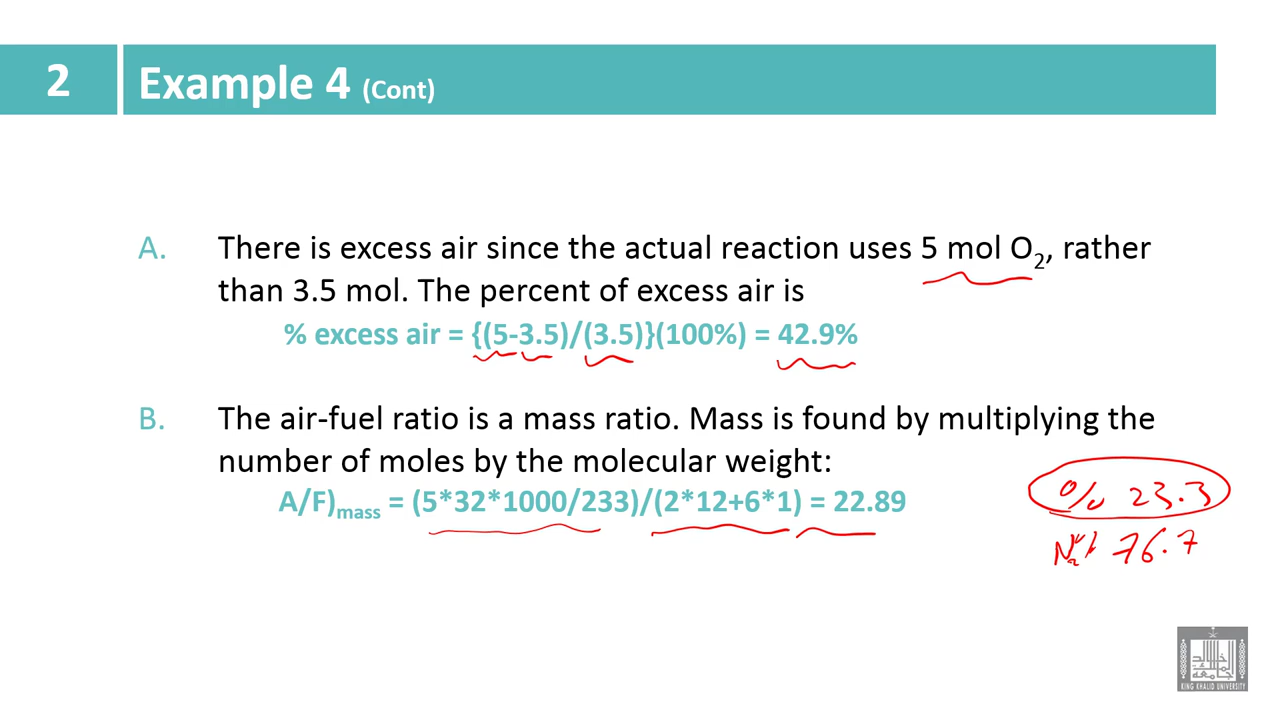 2
Example 4 (Cont)
A. There is excess air since the actual reaction uses 5 mol O₂, rather
than 3.5 mol. The percent of excess air is
% excess air = {(5-3.5)/(3.5)}(100%) = 42.9%
B. The air-fuel ratio is a mass ratio. Mass is found by multiplying the
number of moles by the molecular weight:
A/F)mass = (5*32*1000/233)/(2*12+6*1) = 22.89
% 23.3
76.7
KING KHALID UNIVERSITY